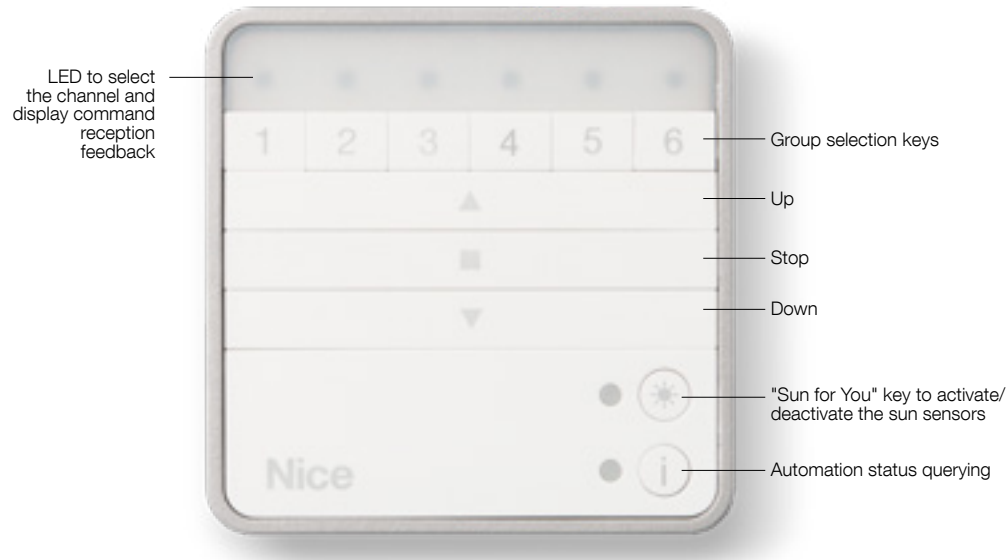 LED to select
the channel and
display command
reception
feedback
1 2 3 4 5 6
Group selection keys
Up
Stop
Down
"Sun for You" key to activate/
deactivate the sun sensors
Nice
i
Automation status querying